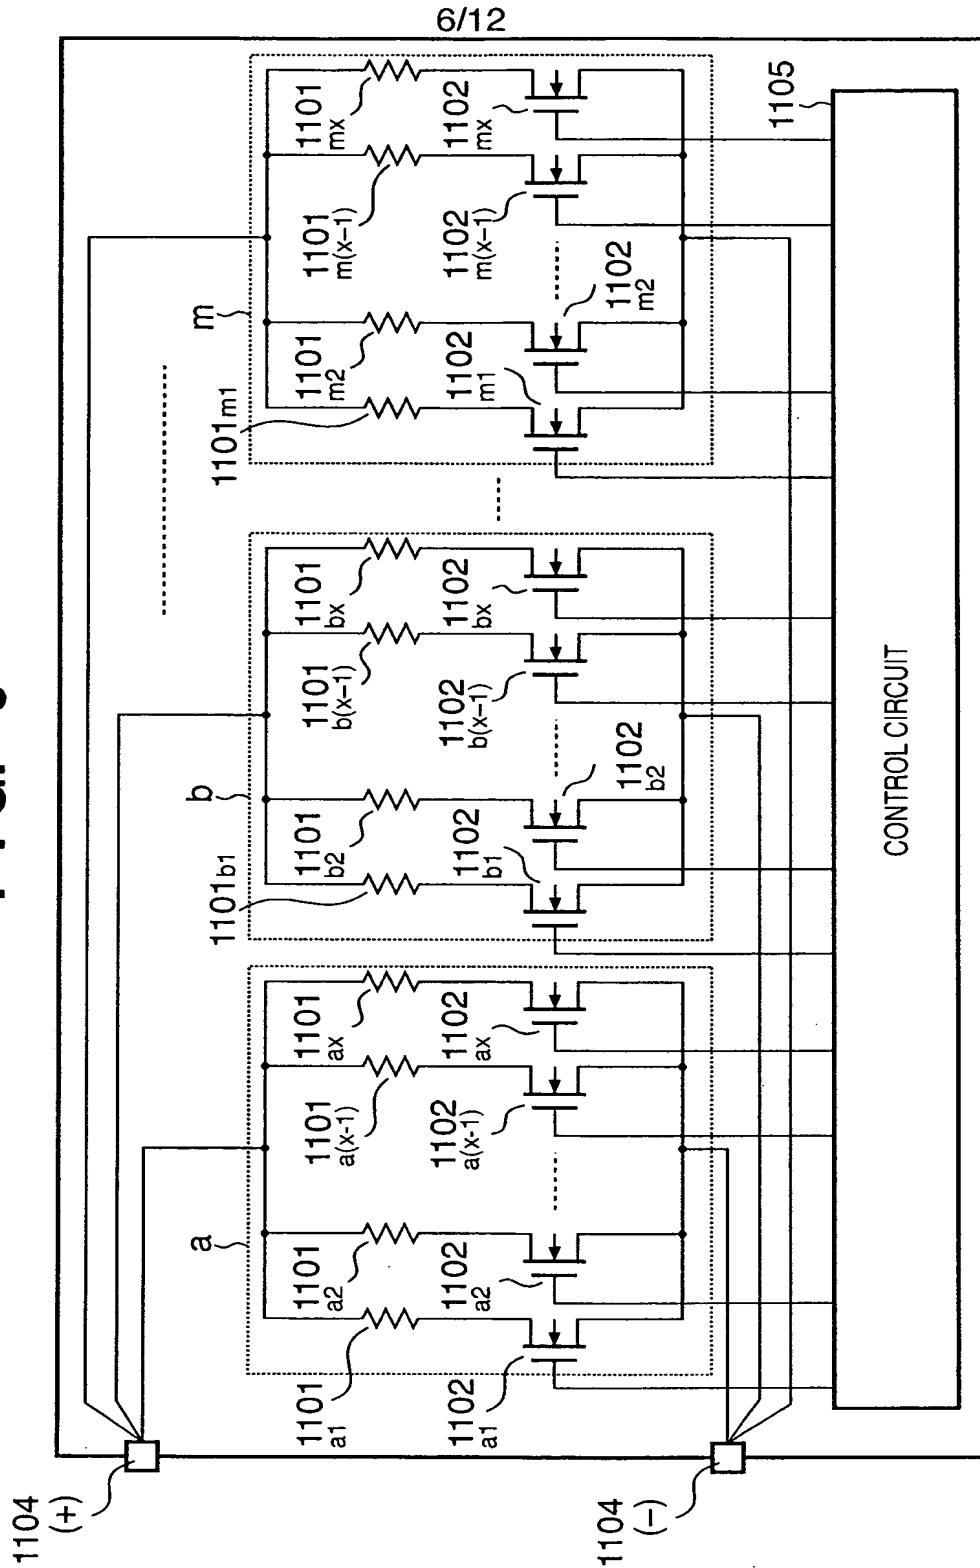 6/12
1104
(+)
a
b
m
1101
a1
1101
a2
1101
a(x-1)
1101
ax
1101b1
1101
b2
1101
b(x-1)
1101
bx
1101m1
1101
m2
1101
m(x-1)
1101
mx
1102
a1
1102
a2
1102
a(x-1)
1102
ax
1102
b1
1102
b2
1102
b(x-1)
1102
bx
1102
m1
1102
m2
1102
m(x-1)
1102
mx
1104
(-)
1105
CONTROL CIRCUIT